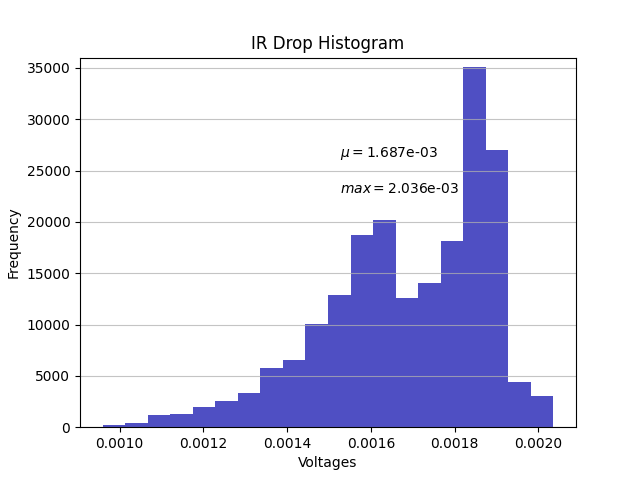 IR Drop Histogram
35000
30000
25000
20000
15000
10000
5000
0
Frequency
μ = 1.687e-03
max = 2.036e-03
0.0010 0.0012 0.0014 0.0016 0.0018 0.0020
Voltages